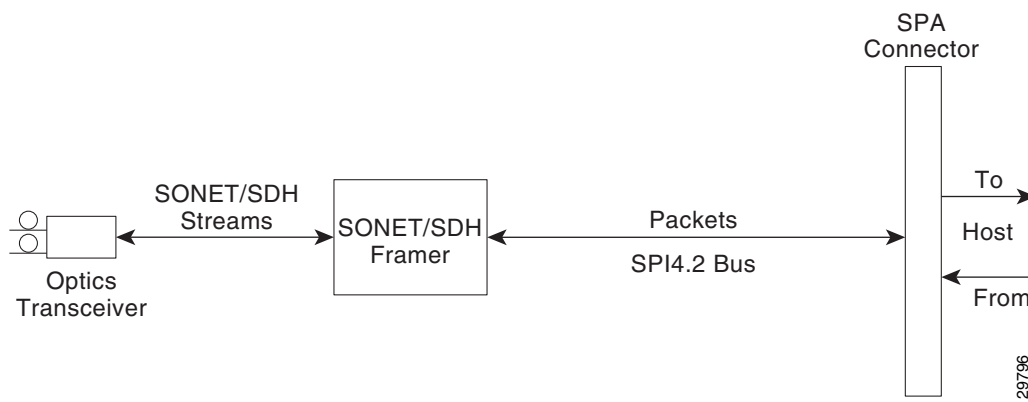 SPA
Connector
SONET/SDH
Streams
SONET/SDH
Framer
Packets
SPI4.2 Bus
To
Host
From
Optics
Transceiver
29796